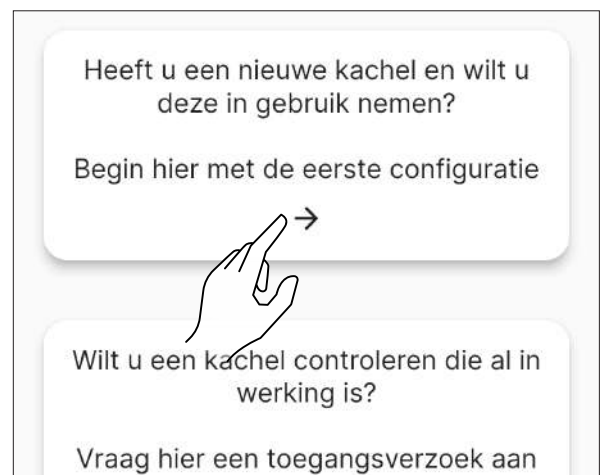 Heeft u een nieuwe kachel en wilt u
deze in gebruik nemen?
Begin hier met de eerste configuratie
→
Wilt u een kachel controleren die al in
werking is?
Vraag hier een toegangsverzoek aan